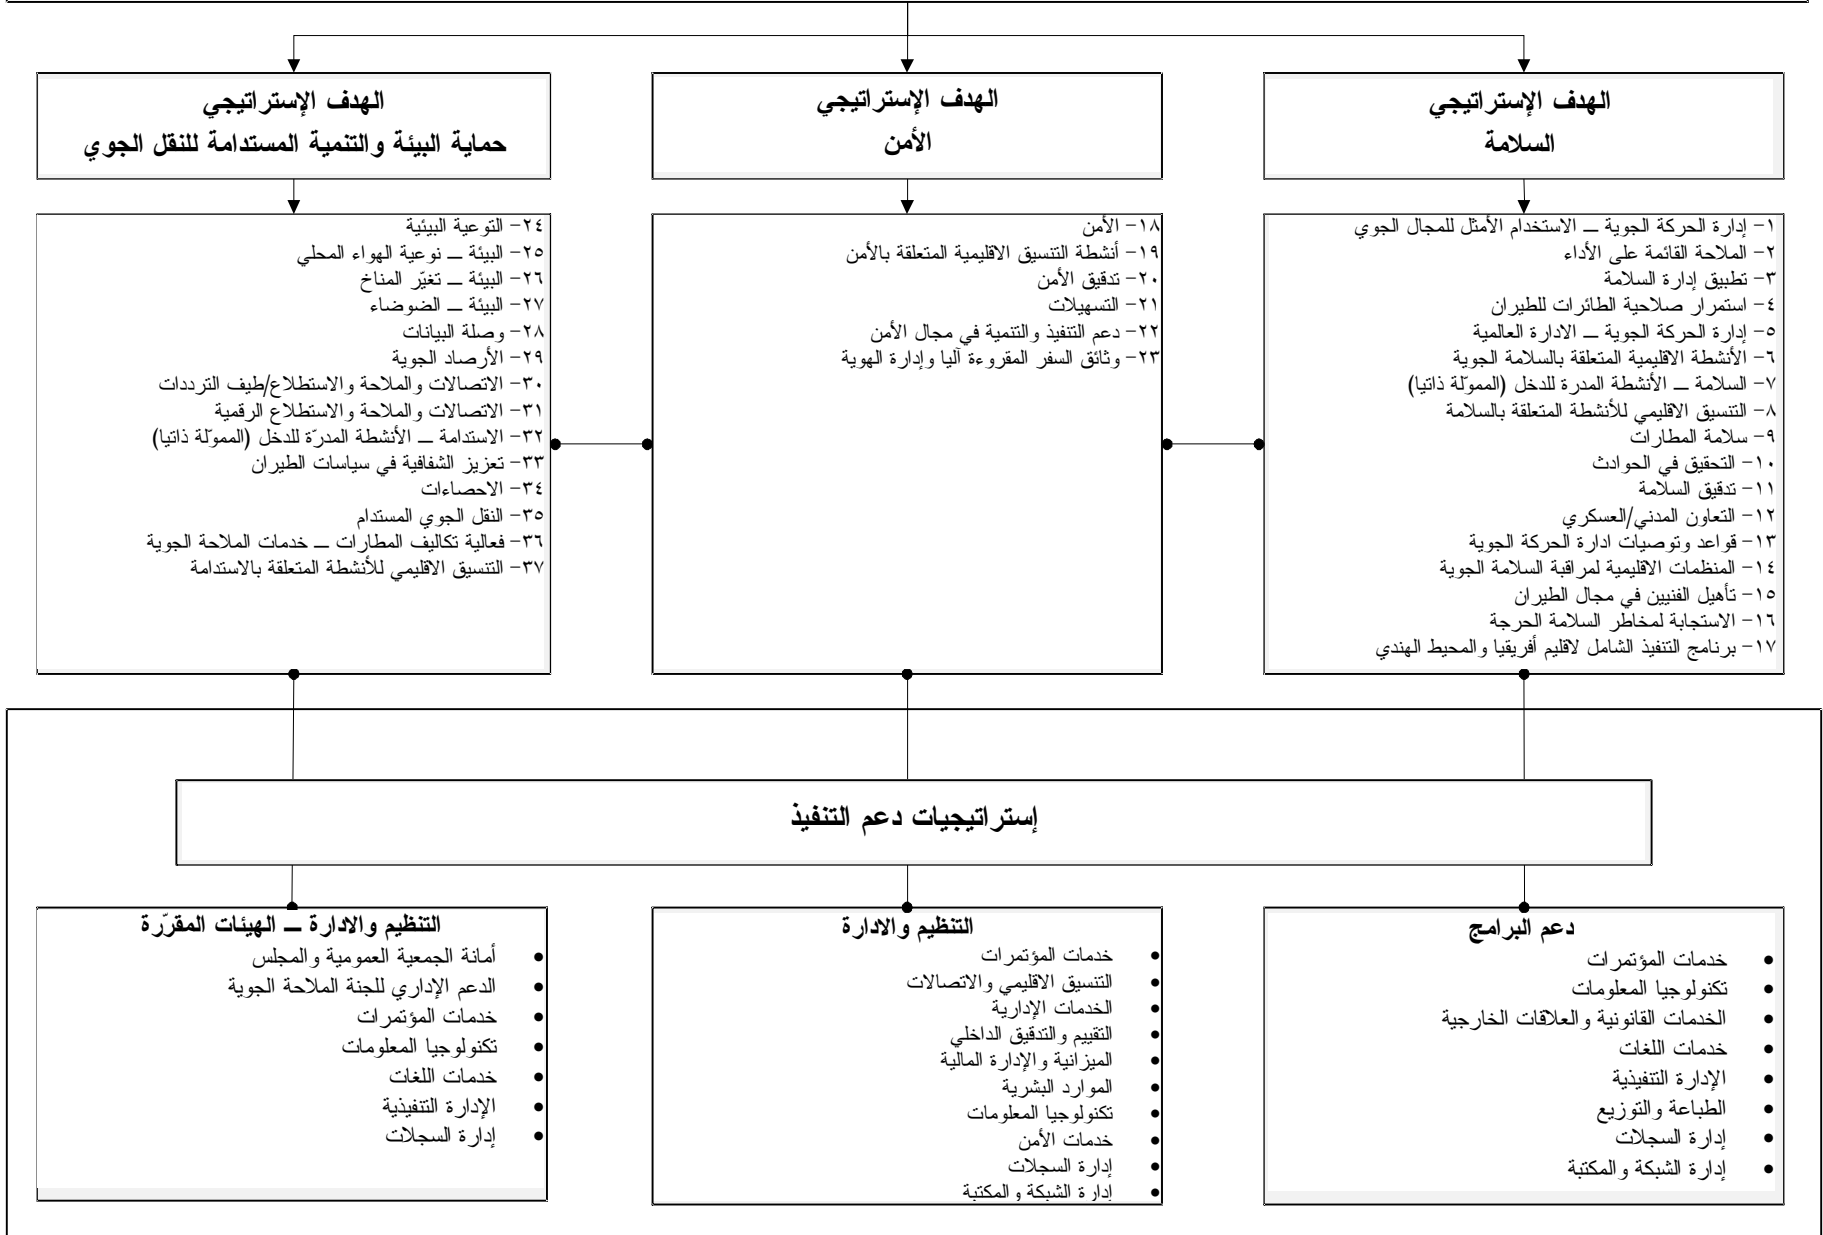 الهدف الإستراتيجي
السلامة
الهدف الإستراتيجي
الأمن
الهدف الإستراتيجي
حماية البيئة والتنمية المستدامة للنقل الجوي
١- إدارة الحركة الجوية ــ الاستخدام الأمثل للمجال الجوي
٢- الملاحة القائمة على الأداء
٣- تطبيق إدارة السلامة
٤- استمرار صلاحية الطائرات للطيران
٥- إدارة الحركة الجوية ــ الادارة العالمية
٦- الأنشطة الاقليمية المتعلقة بالسلامة الجوية
٧- السلامة ــ الأنشطة المدرة للدخل (المموّلة ذاتيا)
٨- التنسيق الاقليمي للأنشطة المتعلقة بالسلامة
٩- سلامة المطارات
١٠- التحقيق في الحوادث
١١- تدقيق السلامة
١٢- التعاون المدني/العسكري
١٣- قواعد وتوصيات ادارة الحركة الجوية
١٤- المنظمات الاقليمية لمراقبة السلامة الجوية
١٥- تأهيل الفنيين في مجال الطيران
١٦- الاستجابة لمخاطر السلامة الحرجة
١٧- برنامج التنفيذ الشامل لاقليم أفريقيا والمحيط الهندي
١٨- الأمن
١٩- أنشطة التنسيق الاقليمية المتعلقة بالأمن
٢٠- تدقيق الأمن
٢١- التسهيلات
٢٢- دعم التنفيذ والتنمية في مجال الأمن
٢٣- وثائق السفر المقروءة آليا وإدارة الهوية
٢٤- التوعية البيئية
٢٥- البيئة ــ نوعية الهواء المحلي
٢٦- البيئة ــ تغيّر المناخ
٢٧- البيئة ــ الضوضاء
٢٨- وصلة البيانات
٢٩- الأرصاد الجوية
٣٠- الاتصالات والملاحة والاستطلاع/طيف الترددات
٣١- الاتصالات والملاحة والاستطلاع الرقمية
٣٢- الاستدامة ــ الأنشطة المدرّة للدخل (المموّلة ذاتيا)
٣٣- تعزيز الشفافية في سياسات الطيران
٣٤- الاحصاءات
٣٥- النقل الجوي المستدام
٣٦- فعالية تكاليف المطارات ــ خدمات الملاحة الجوية
٣٧- التنسيق الاقليمي للأنشطة المتعلقة بالاستدامة
إستراتيجيات دعم التنفيذ
دعم البرامج
• خدمات المؤتمرات
• تكنولوجيا المعلومات
• الخدمات القانونية والعلاقات الخارجية
• خدمات اللغات
• الإدارة التنفيذية
• الطباعة والتوزيع
• إدارة السجلات
• إدارة الشبكة والمكتبة
التنظيم والادارة
• خدمات المؤتمرات
• التنسيق الاقليمي والاتصالات
• الخدمات الإدارية
• التقييم والتدقيق الداخلي
• الميزانية والإدارة المالية
• الموارد البشرية
• تكنولوجيا المعلومات
• خدمات الأمن
• إدارة السجلات
• إدارة الشبكة والمكتبة
التنظيم والادارة ــ الهيئات المقرّرة
• أمانة الجمعية العمومية والمجلس
• الدعم الإداري للجنة الملاحة الجوية
• خدمات المؤتمرات
• تكنولوجيا المعلومات
• خدمات اللغات
• الإدارة التنفيذية
• إدارة السجلات